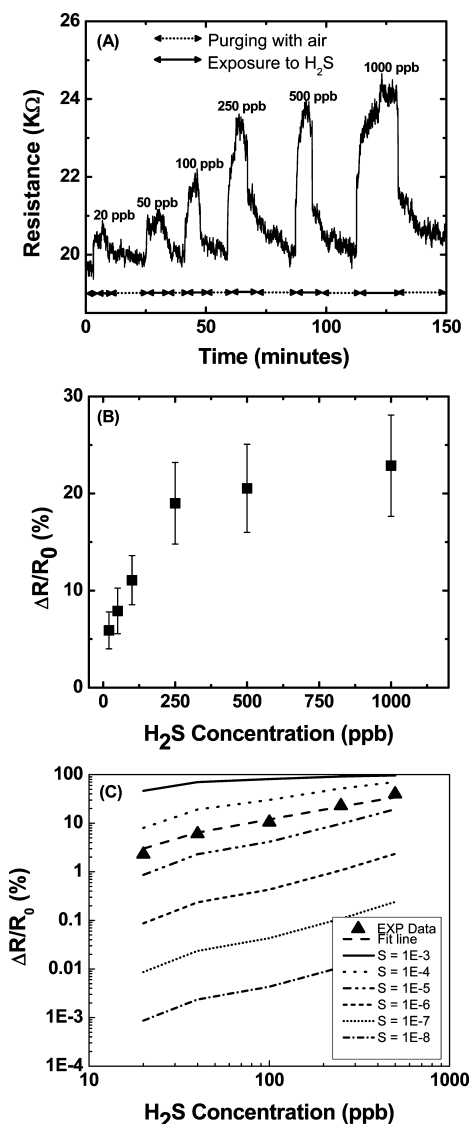 (A)
Purging with air
Exposure to H2S
20 ppb
50 ppb
100 ppb
250 ppb
500 ppb
1000 ppb
Resistance (KΩ)
26
24
22
20
18
0 50 100 150
Time (minutes)
(B)
ΔR/R0 (%)
30
20
10
0
0 250 500 750 1000
H2S Concentration (ppb)
(C)
ΔR/R0 (%)
100
10
1
0.1
0.01
1E-3
1E-4
EXP Data
Fit line
S = 1E-3
S = 1E-4
S = 1E-5
S = 1E-6
S = 1E-7
S = 1E-8
10 100 1000
H2S Concentration (ppb)